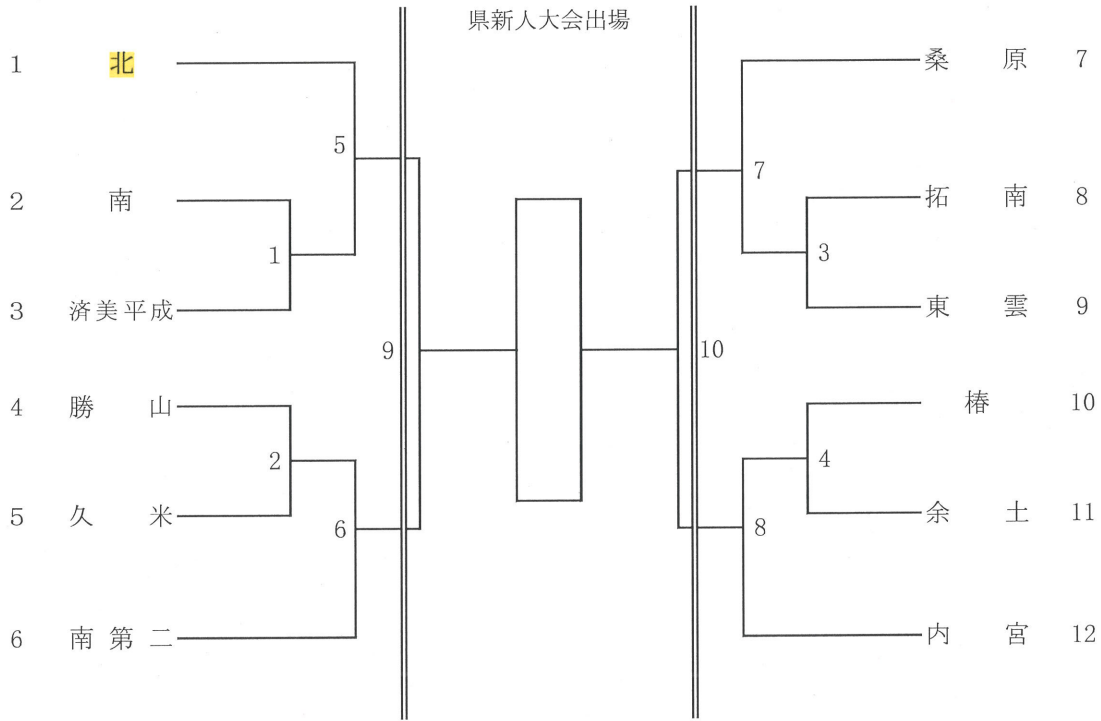 県新人大会出場
1 北
5
2 南
1
3 済美平成
9
4 勝山
2
5 久米
6
6 南第二
桑原 7
7
拓南 8
3
東雲 9
10
椿 10
4
余土 11
8
内宮 12